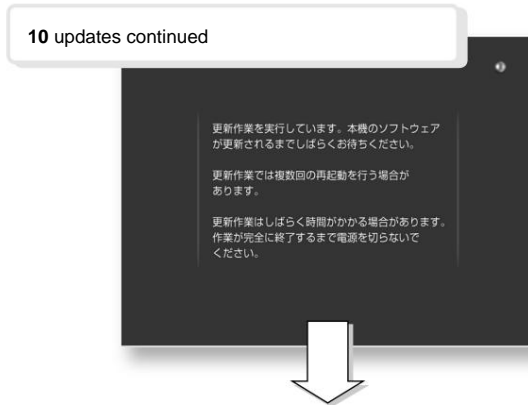 10 updates continued
更新作業を実行しています。本機のソフトウェア
が更新されるまでしばらくお待ちください。
更新作業では複数回の再起動を行う場合が
あります。
更新作業はしばらく時間がかかる場合があります。
作業が完全に終了するまで電源を切らないで
ください。